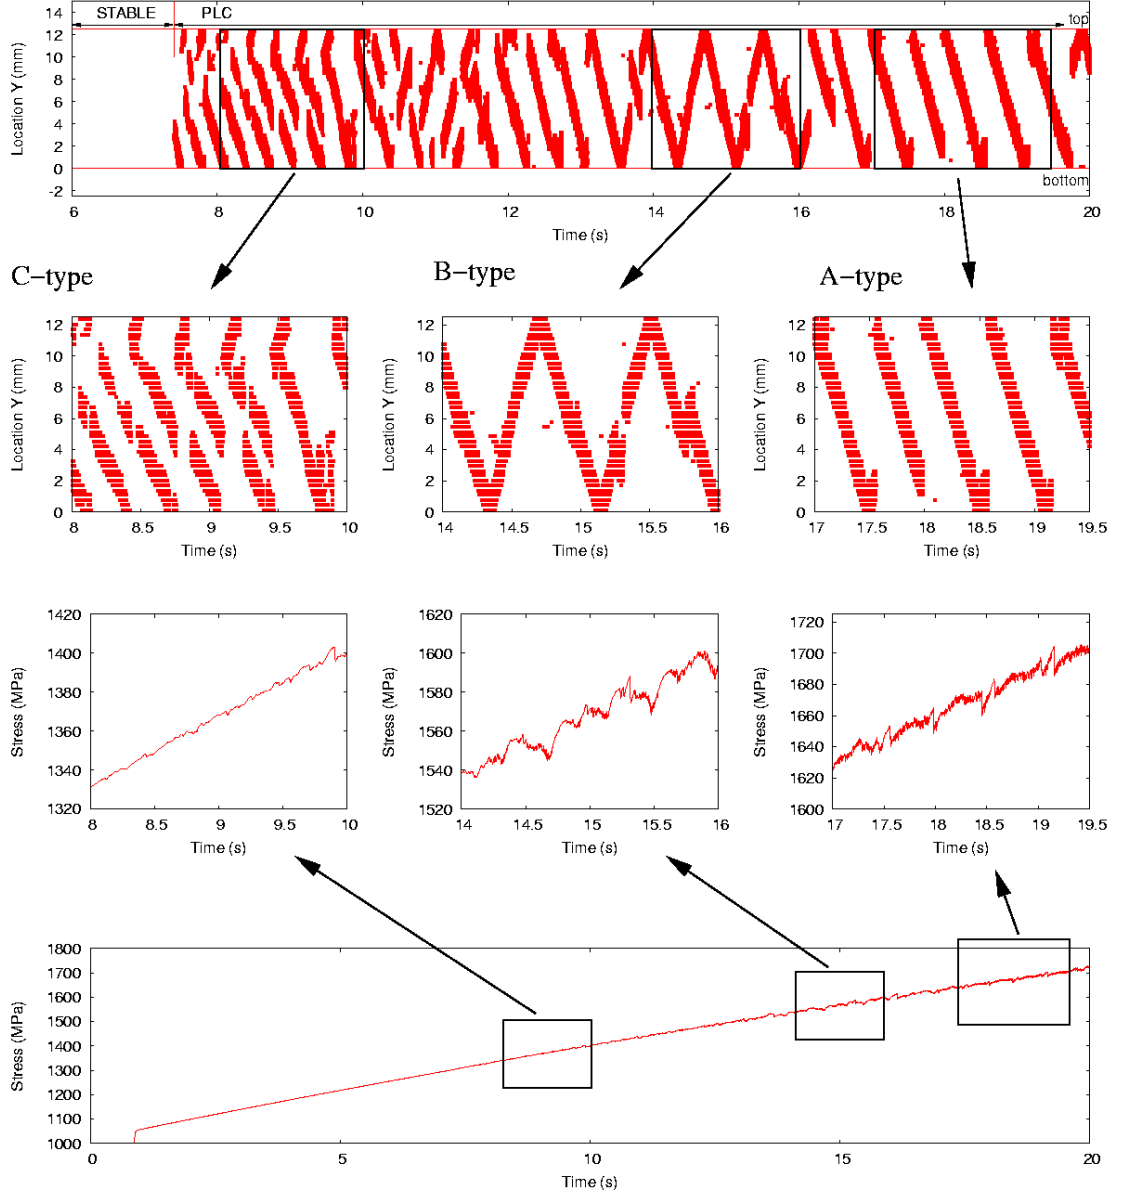 STABLE PLC top
14 12 10 8 6 4 2 0 -2
Location Y (mm)
bottom
6 8 10 12 14 16 18 20
Time (s)
C-type B-type A-type
12 10 8 6 4 2 0
Location Y (mm)
8 8.5 9 9.5 10
Time (s)
12 10 8 6 4 2 0
Location Y (mm)
14 14.5 15 15.5 16
Time (s)
12 10 8 6 4 2 0
Location Y (mm)
17 17.5 18 18.5 19 19.5
Time (s)
1420 1400 1380 1360 1340 1320
Stress (MPa)
8 8.5 9 9.5 10
Time (s)
1620 1600 1580 1560 1540 1520
Stress (MPa)
14 14.5 15 15.5 16
Time (s)
1720 1700 1680 1660 1640 1620 1600
Stress (MPa)
17 17.5 18 18.5 19 19.5
Time (s)
1800 1700 1600 1500 1400 1300 1200 1100 1000
Stress (MPa)
0 5 10 15 20
Time (s)